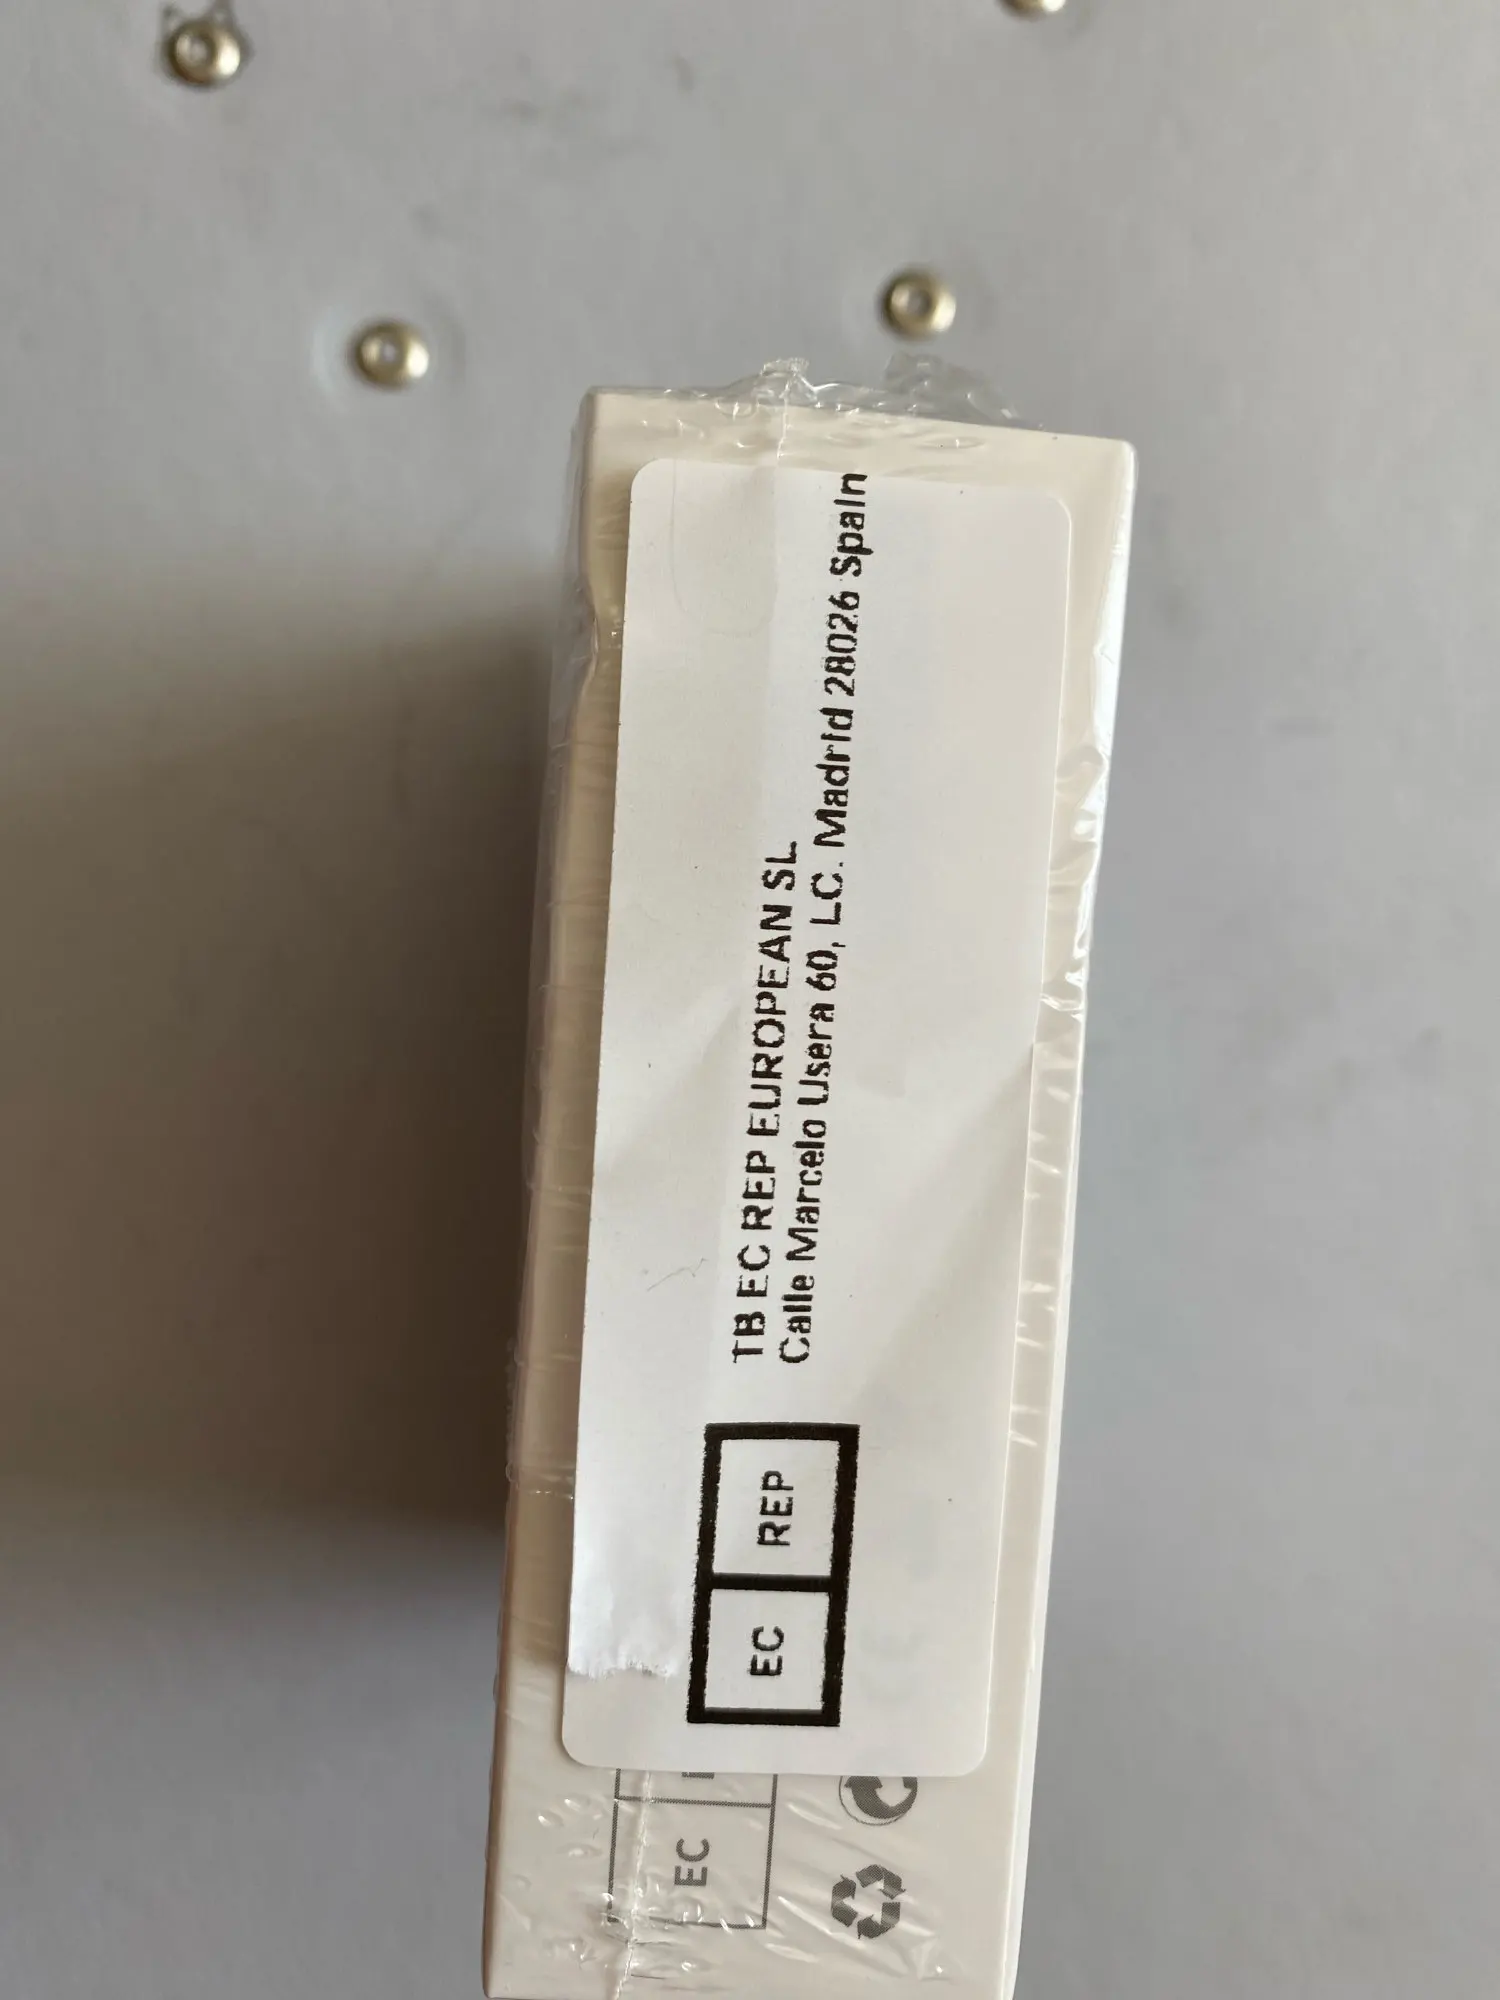 TB EC REP EUROPEAN SL
Calle Marcelo Usera 60, LC. Madrid 28026 Spain
EC REP
EC